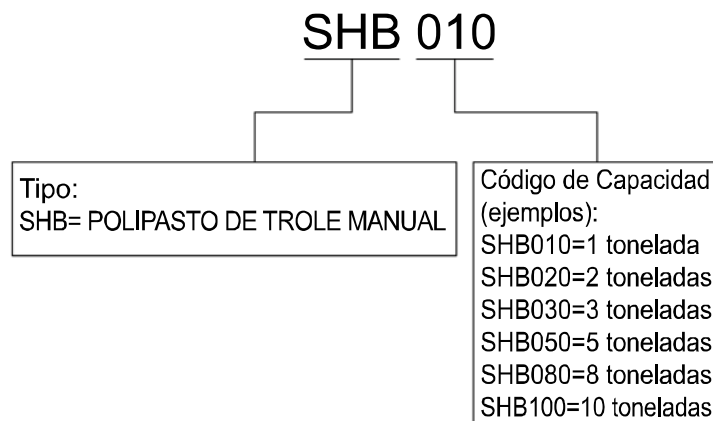 SHB 010
Tipo:
SHB= POLIPASTO DE TROLE MANUAL
Código de Capacidad
(ejemplos):
SHB010=1 tonelada
SHB020=2 toneladas
SHB030=3 toneladas
SHB050=5 toneladas
SHB080=8 toneladas
SHB100=10 toneladas